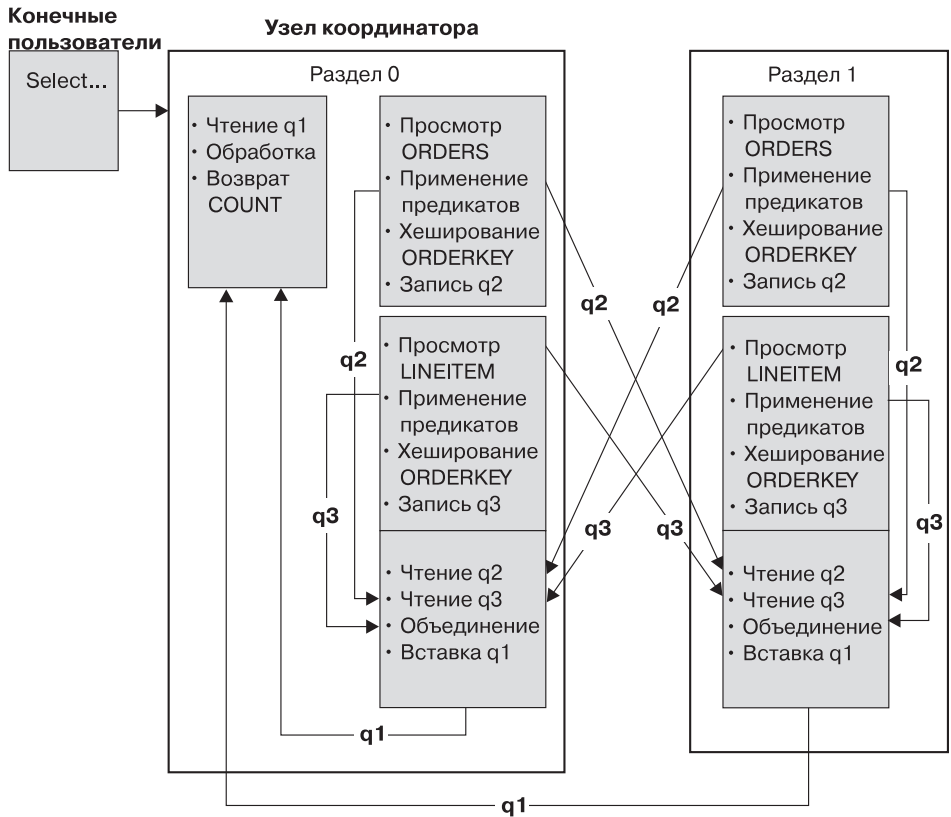 Конечные
пользователи
Узел координатора
Select...
Раздел 0
• Чтение q1
• Обработка
• Возврат
COUNT
• Просмотр
ORDERS
• Применение
предикатов
• Хеширование
ORDERKEY
• Запись q2
• Просмотр
LINEITEM
• Применение
предикатов
• Хеширование
ORDERKEY
• Запись q3
• Чтение q2
• Чтение q3
• Объединение
• Вставка q1
q2
q3
q1
q2
q2
q3
q3
Раздел 1
• Просмотр
ORDERS
• Применение
предикатов
• Хеширование
ORDERKEY
• Запись q2
• Просмотр
LINEITEM
• Применение
предикатов
• Хеширование
ORDERKEY
• Запись q3
• Чтение q2
• Чтение q3
• Объединение
• Вставка q1
q2
q3
q1